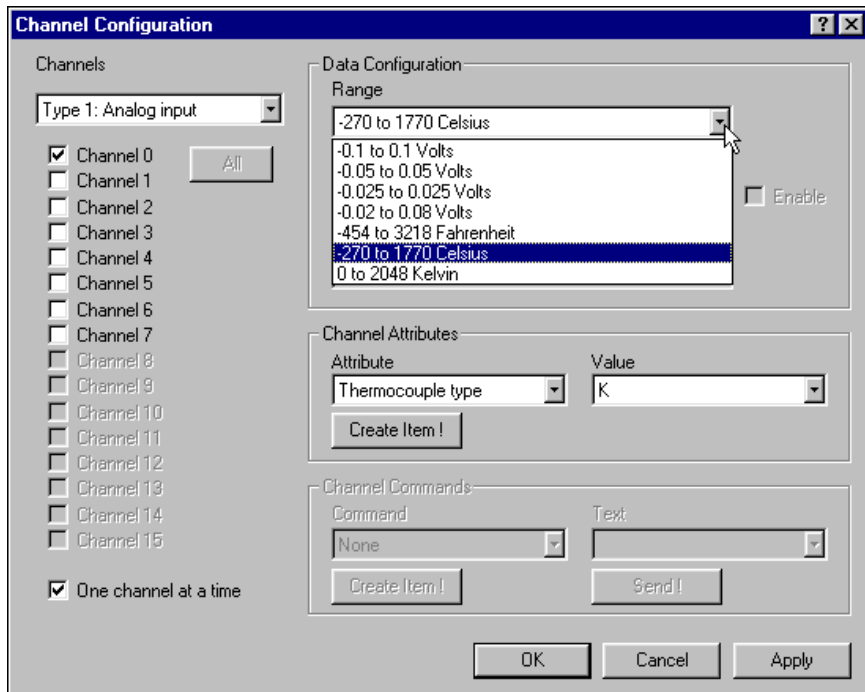 Channel Configuration
Channels
Type 1: Analog input
Channel 0
All
Channel 1
Channel 2
Channel 3
Channel 4
Channel 5
Channel 6
Channel 7
Channel 8
Channel 9
Channel 10
Channel 11
Channel 12
Channel 13
Channel 14
Channel 15
One channel at a time
Data Configuration
Range
-270 to 1770 Celsius
-0.1 to 0.1 Volts
-0.05 to 0.05 Volts
-0.025 to 0.025 Volts
-0.02 to 0.08 Volts
-454 to 3218 Fahrenheit
-270 to 1770 Celsius
0 to 2048 Kelvin
Enable
Channel Attributes
Attribute Value
Thermocouple type K
Create Item !
Channel Commands
Command Text
None
Create Item ! Send !
OK Cancel Apply